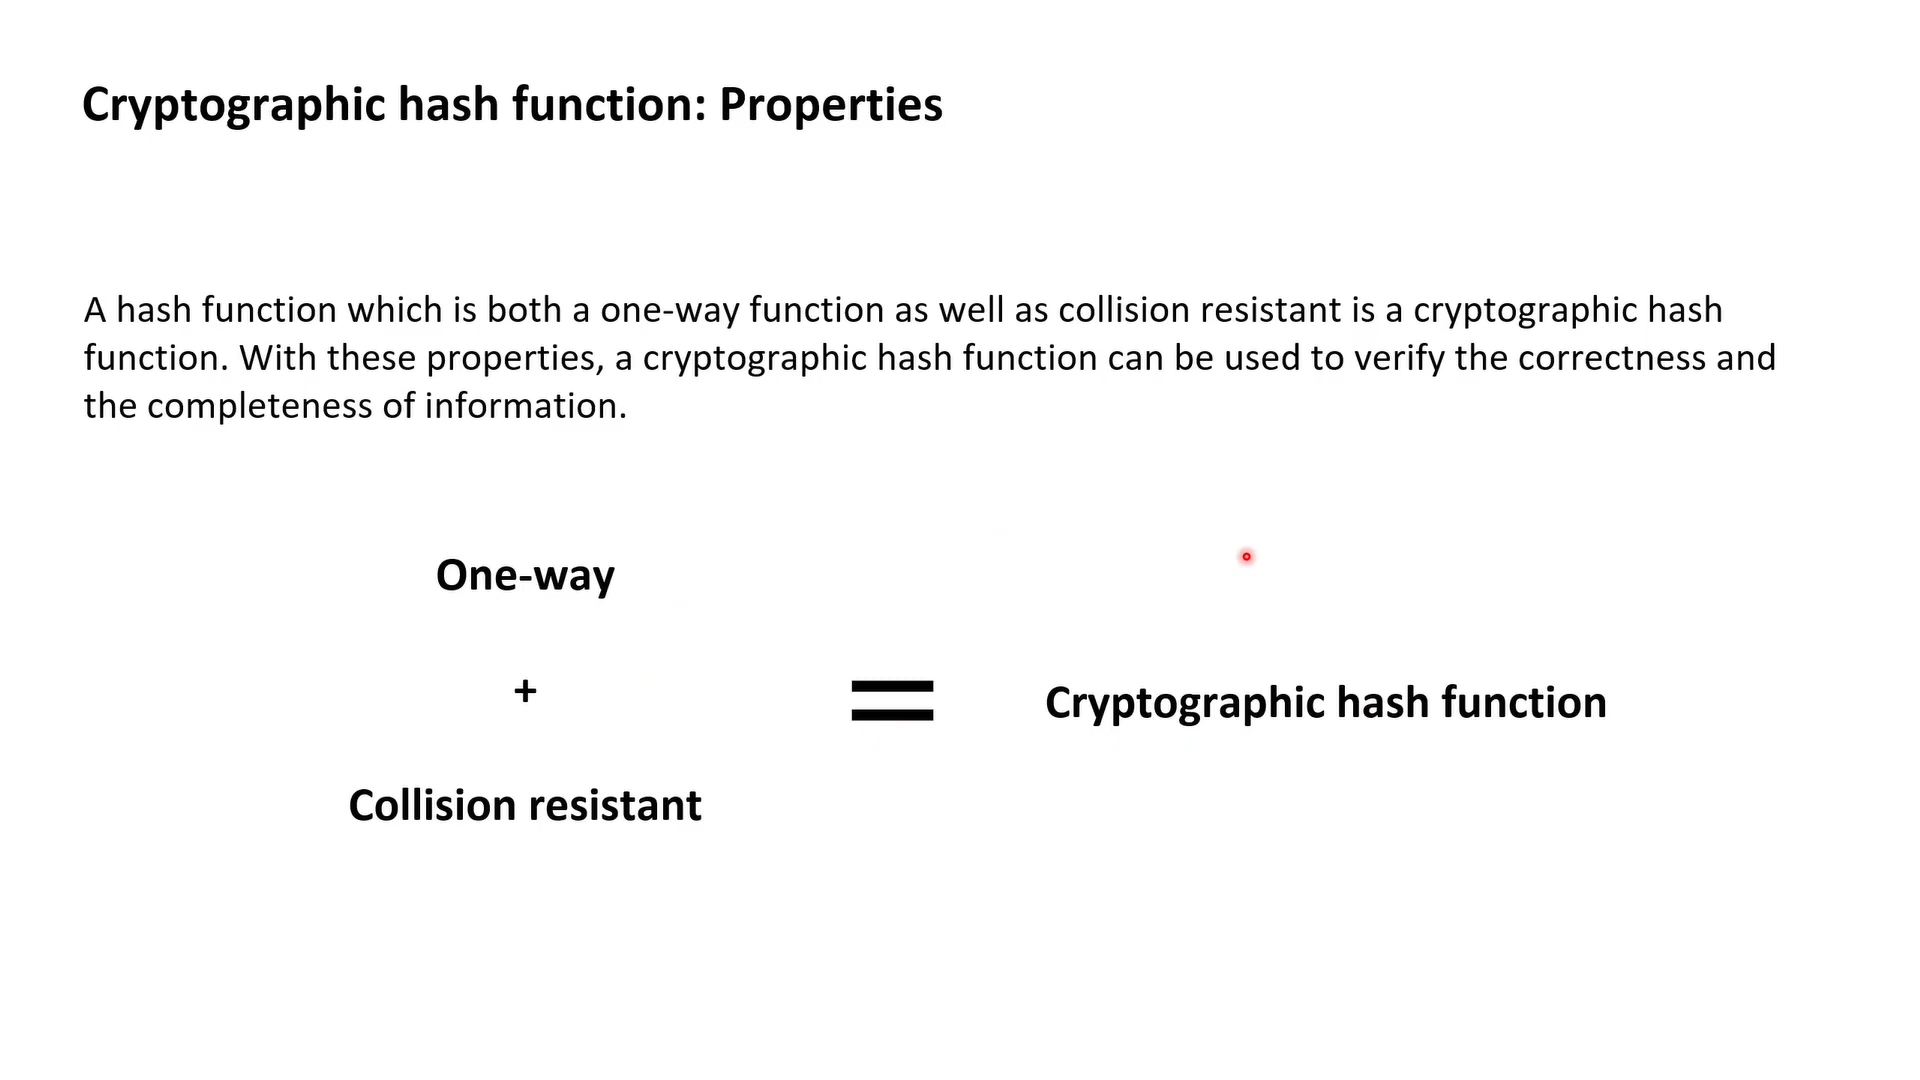 Cryptographic hash function: Properties
A hash function which is both a one-way function as well as collision resistant is a cryptographic hash
function. With these properties, a cryptographic hash function can be used to verify the correctness and
the completeness of information.
One-way
+
Collision resistant
=
Cryptographic hash function